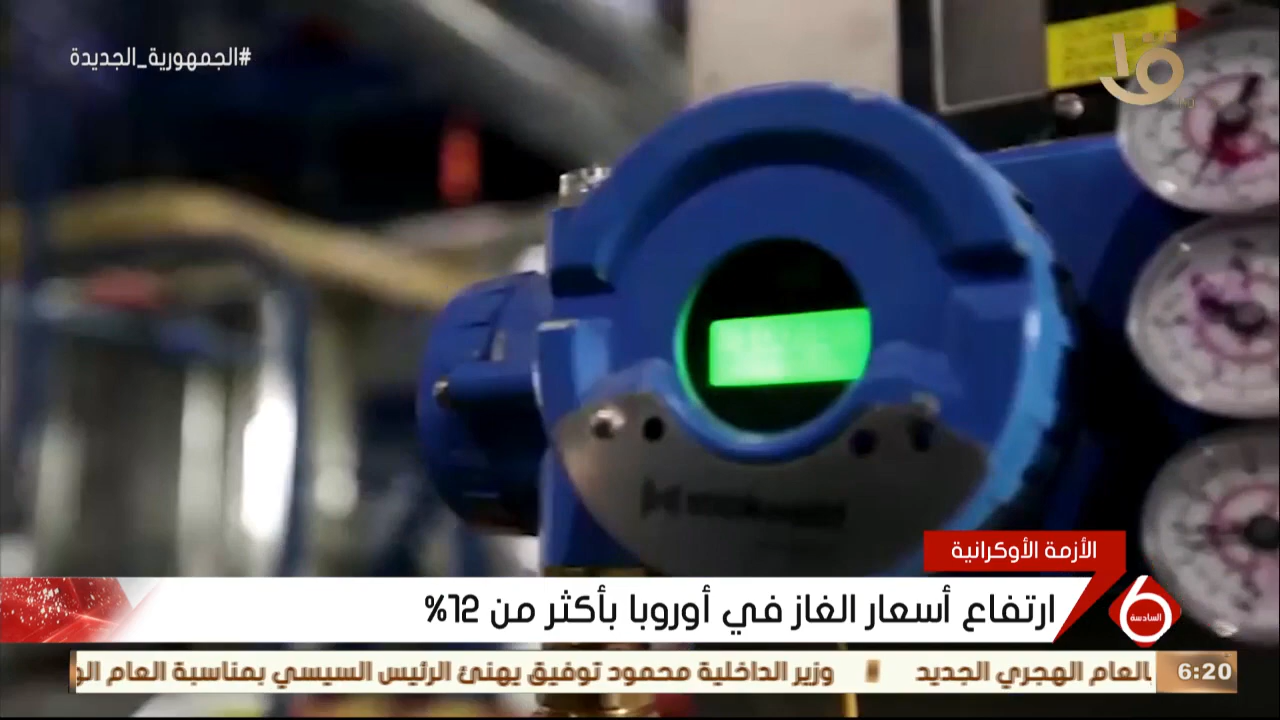 #الجمهورية_الجديدة
الأزمة الأوكرانية
ارتفاع أسعار الغاز في أوروبا بأكثر من 12%
السادسة
6:20
بالعام الهجري الجديد
وزير الداخلية محمود توفيق يهنئ الرئيس السيسي بمناسبة العام